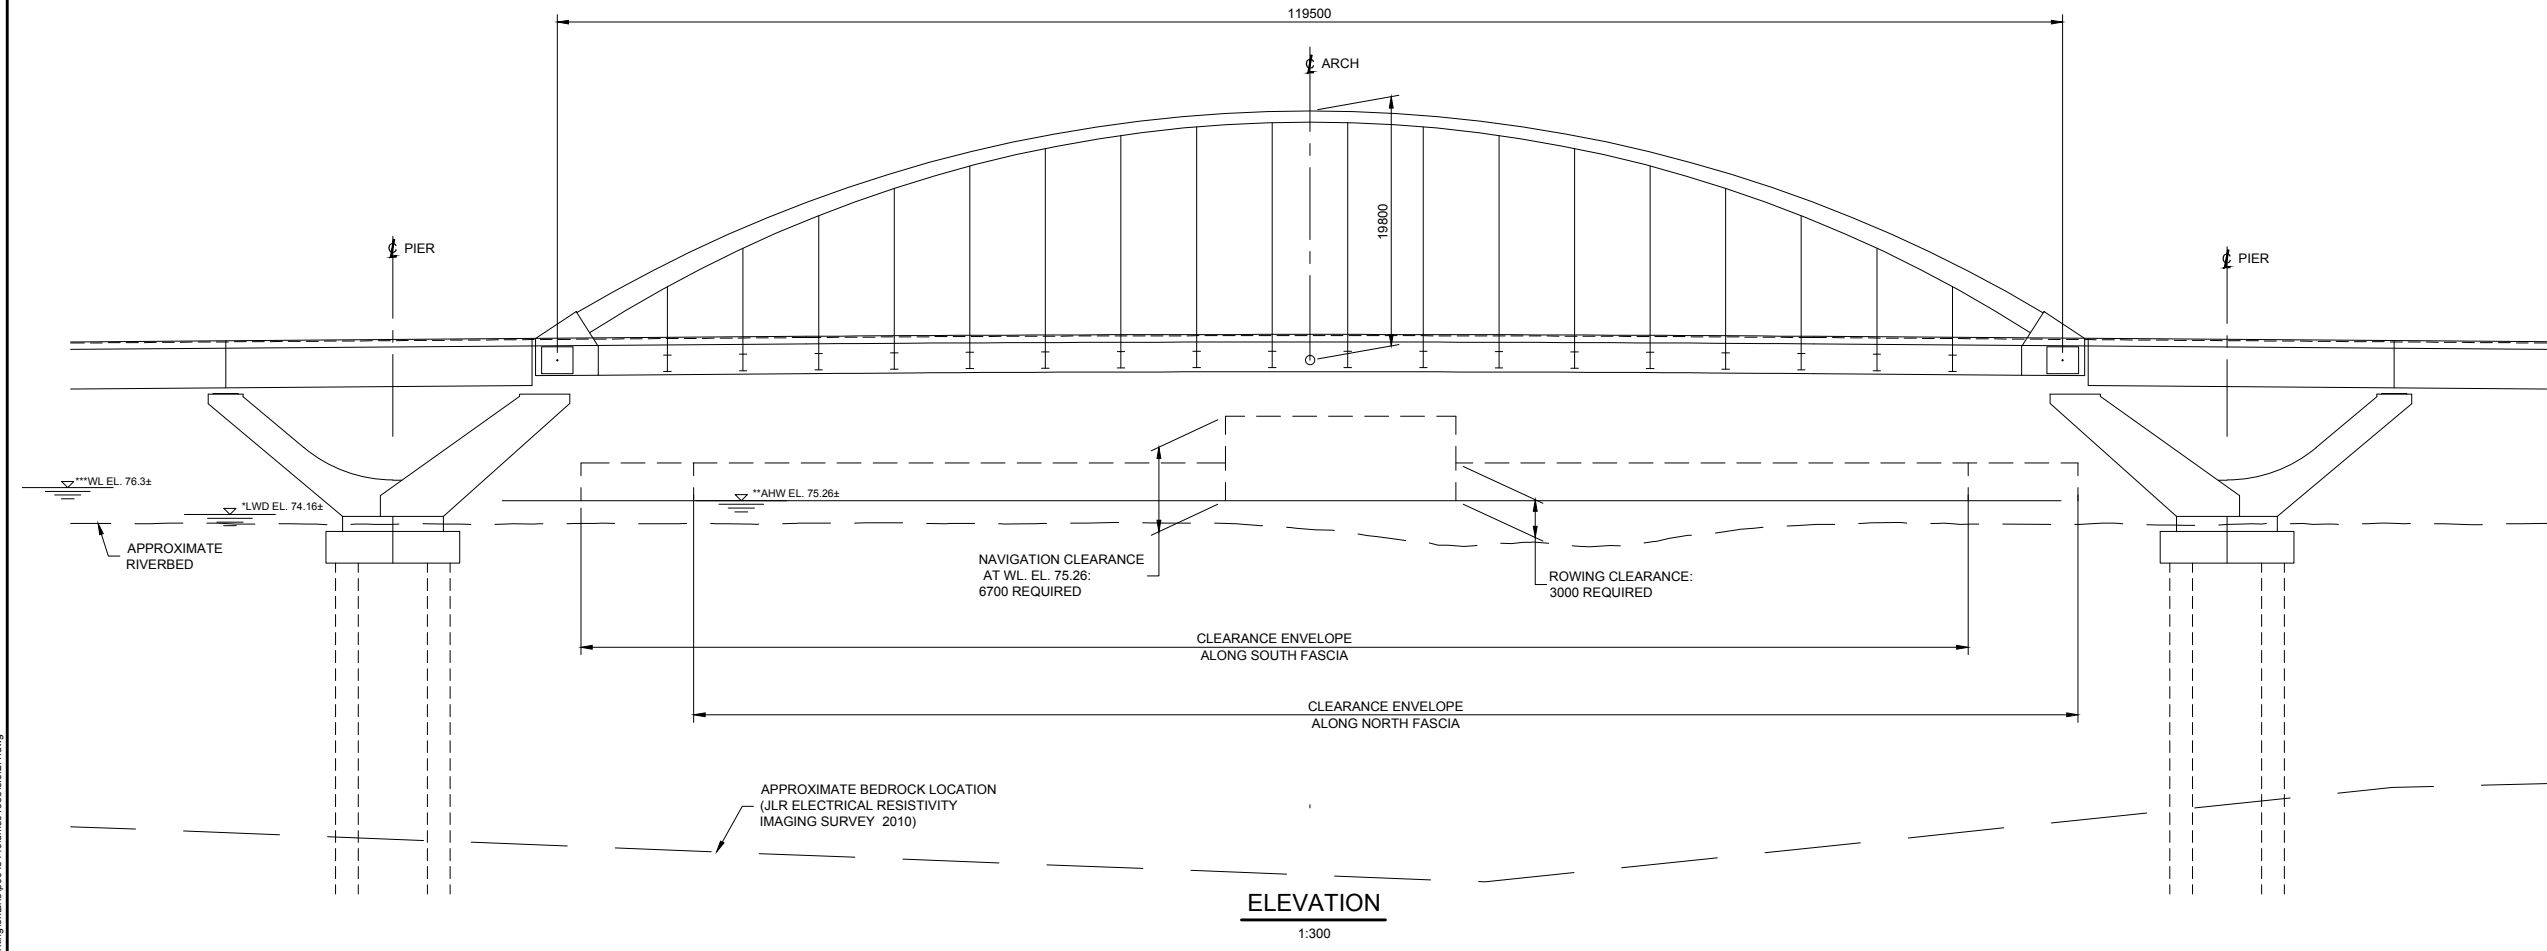 119500
℄ ARCH
19800
℄ PIER
℄ PIER
***WL EL. 76.3±
*LWD EL. 74.16±
**AHW EL. 75.26±
APPROXIMATE
RIVERBED
NAVIGATION CLEARANCE
AT WL. EL. 75.26:
6700 REQUIRED
ROWING CLEARANCE:
3000 REQUIRED
CLEARANCE ENVELOPE
ALONG SOUTH FASCIA
CLEARANCE ENVELOPE
ALONG NORTH FASCIA
APPROXIMATE BEDROCK LOCATION
(JLR ELECTRICAL RESISTIVITY
IMAGING SURVEY 2010)
ELEVATION
1:300